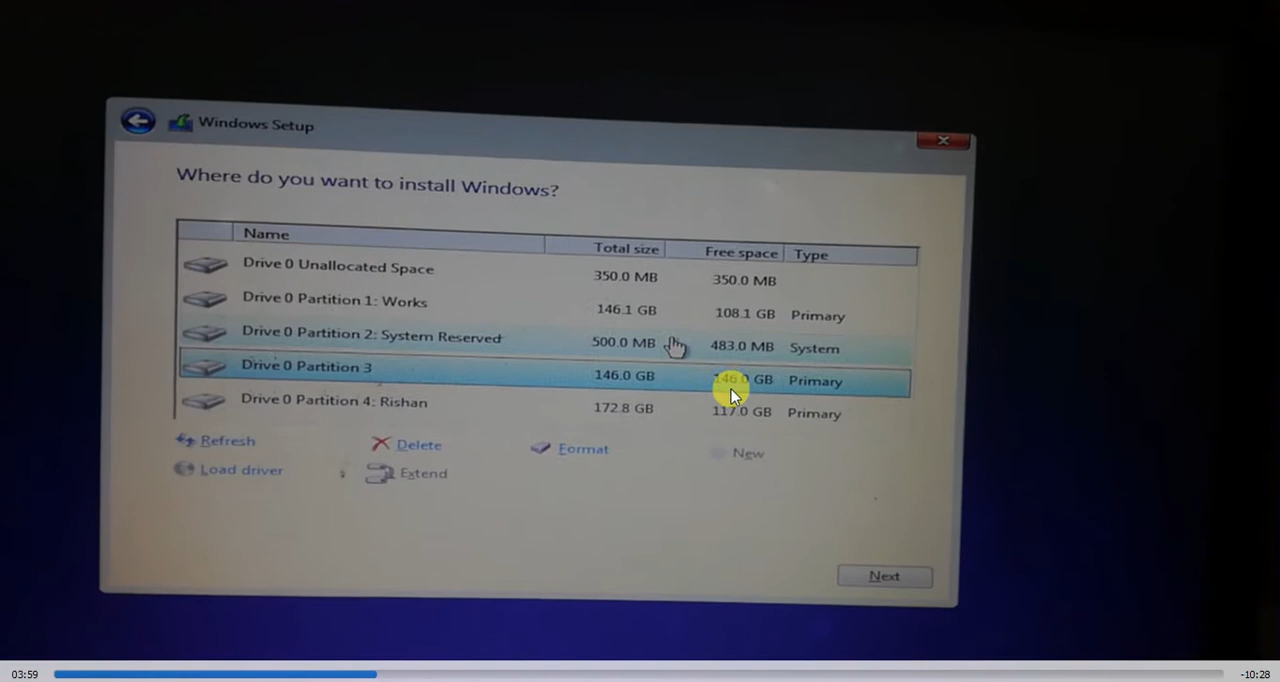 Windows Setup
Where do you want to install Windows?
Name Total size Free space Type
Drive 0 Unallocated Space 350.0 MB 350.0 MB
Drive 0 Partition 1: Works 146.1 GB 108.1 GB Primary
Drive 0 Partition 2: System Reserved 500.0 MB 483.0 MB System
Drive 0 Partition 3 146.0 GB 146.0 GB Primary
Drive 0 Partition 4: Rishan 172.8 GB 117.0 GB Primary
Refresh Delete Format New
Load driver Extend
Next
03:59 -10:28